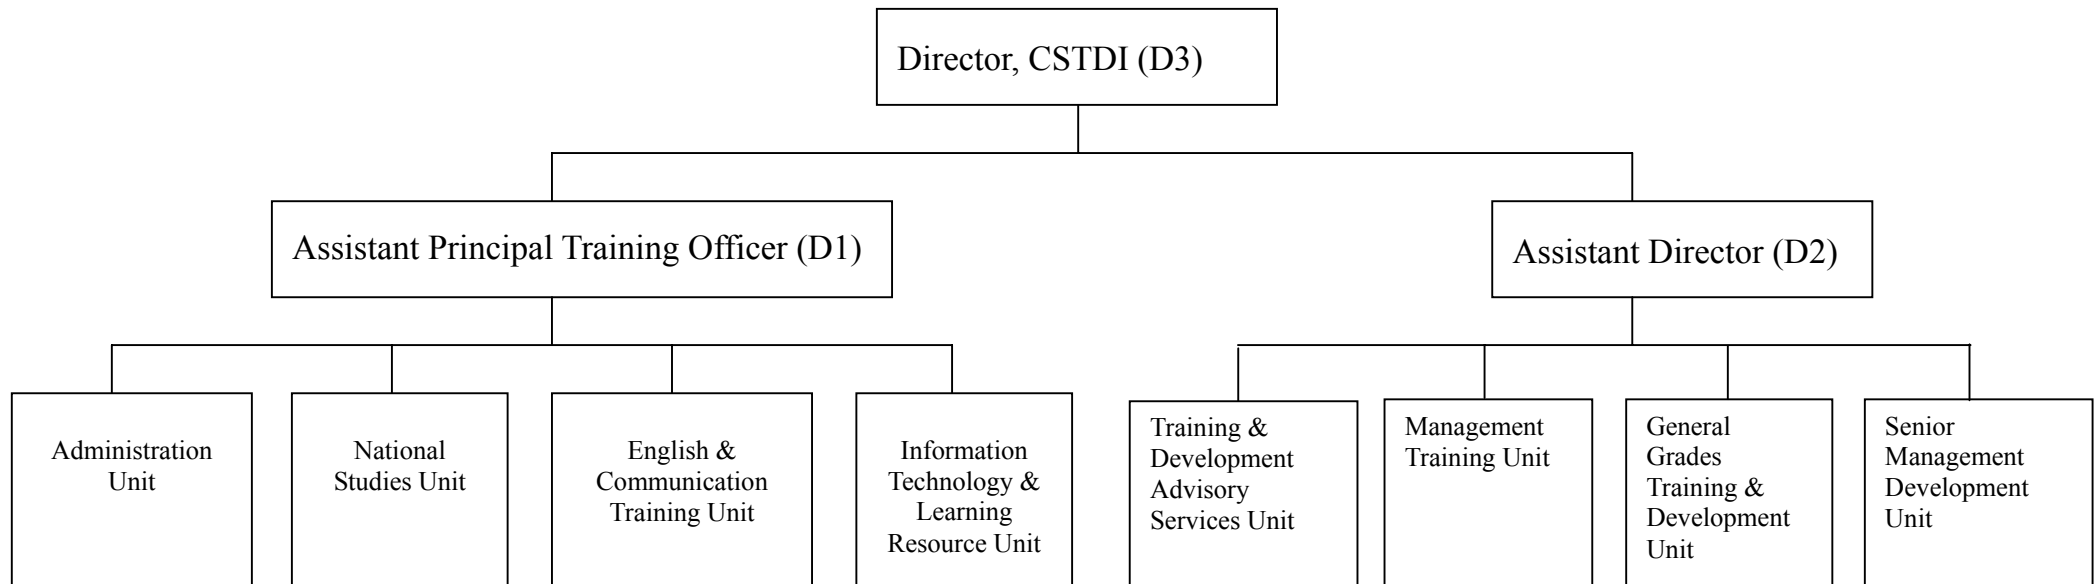 Director, CSTDI (D3)
Assistant Principal Training Officer (D1)
Assistant Director (D2)
Administration
Unit
National
Studies Unit
English &
Communication
Training Unit
Information
Technology &
Learning
Resource Unit
Training &
Development
Advisory
Services Unit
Management
Training Unit
General
Grades
Training &
Development
Unit
Senior
Management
Development
Unit